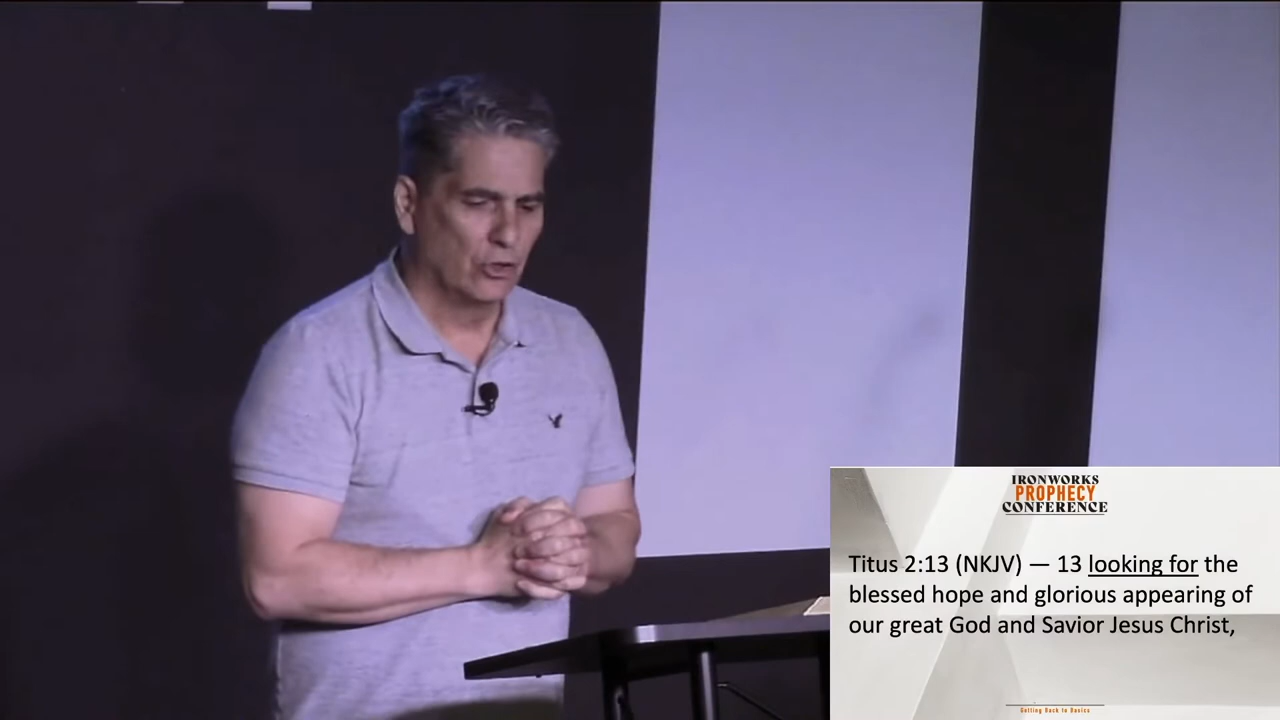 IRONWORKS
PROPHECY
CONFERENCE
Titus 2:13 (NKJV) — 13 looking for the
blessed hope and glorious appearing of
our great God and Savior Jesus Christ,
Getting Back to Basics